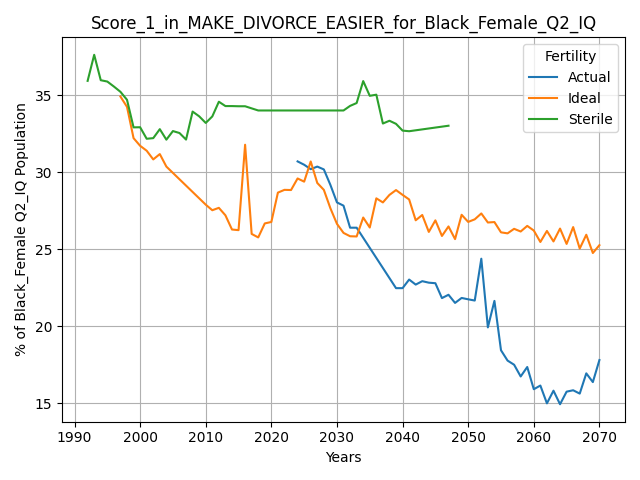 Score_1_in_MAKE_DIVORCE_EASIER_for_Black_Female_Q2_IQ
Fertility
Actual
Ideal
Sterile
% of Black_Female Q2_IQ Population
35
30
25
20
15
1990
2000
2010
2020
2030
2040
2050
2060
2070
Years